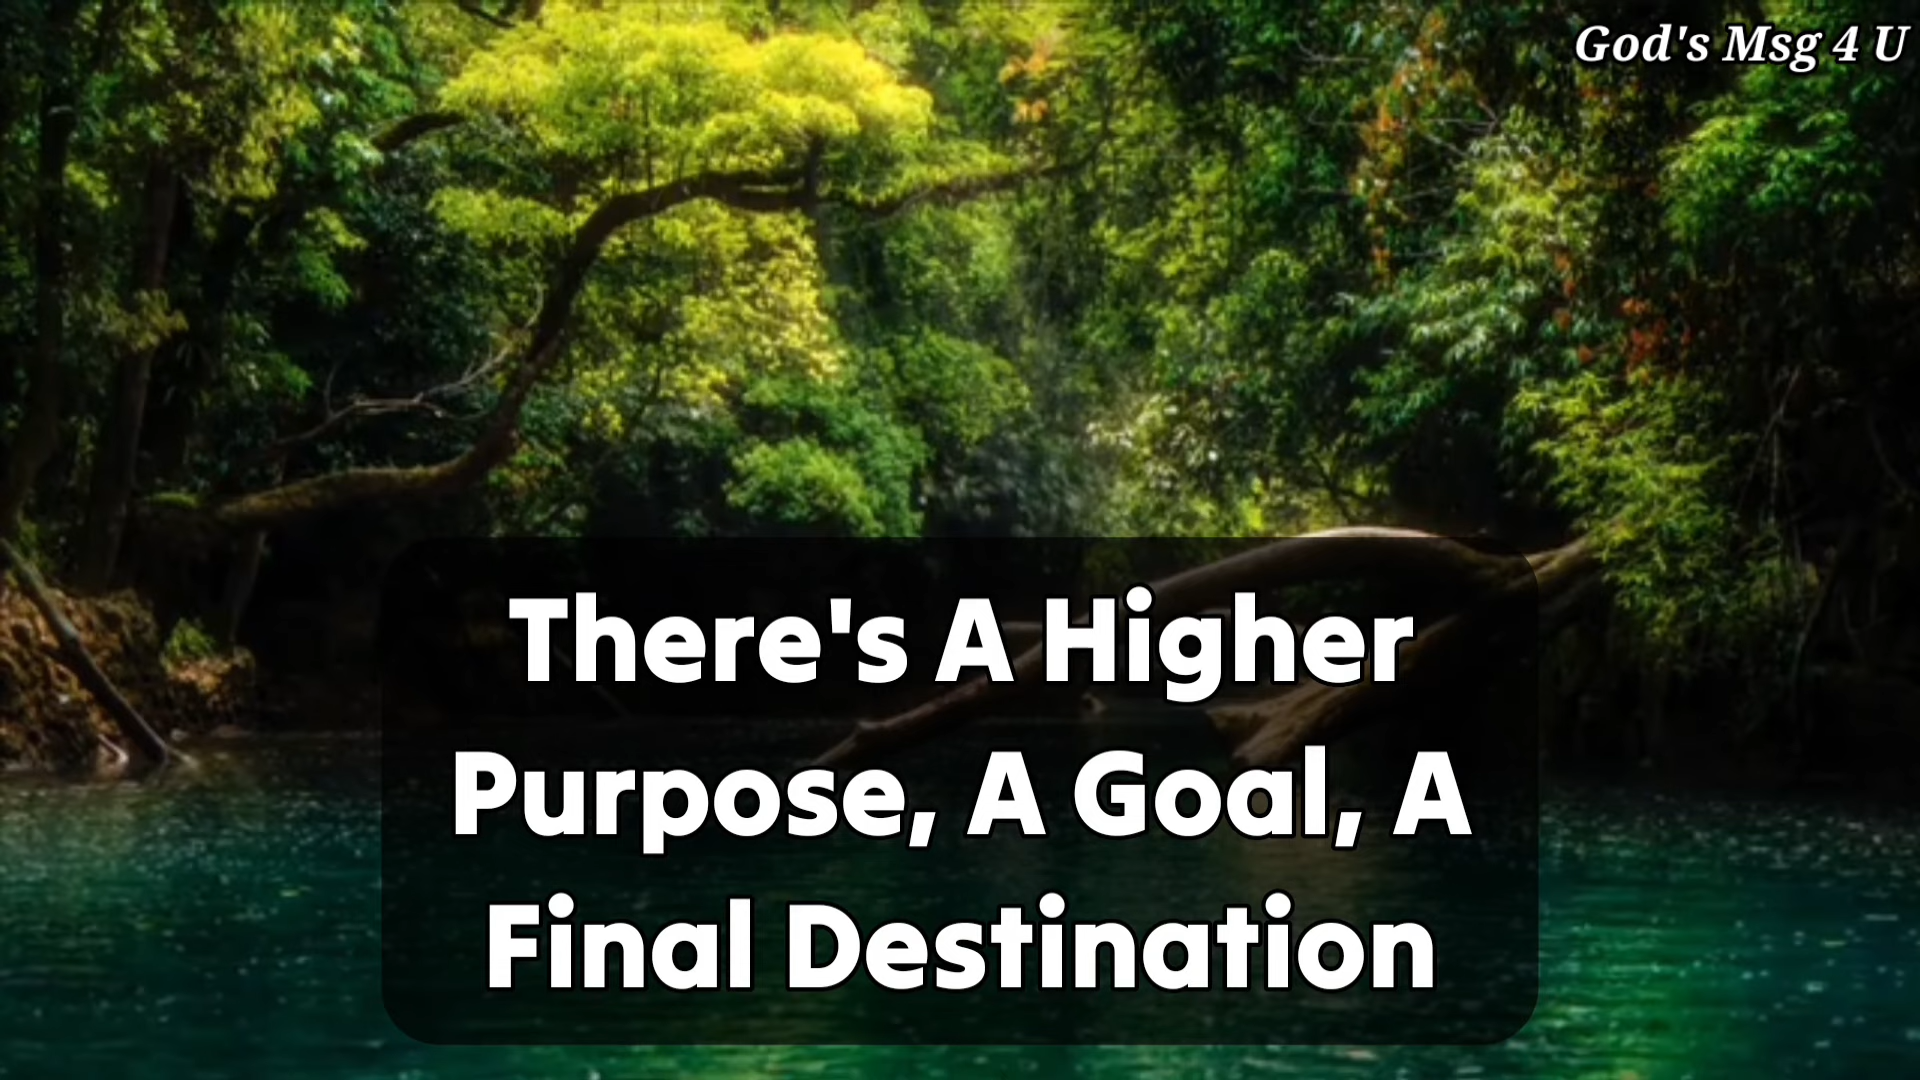 God's Msg 4 U
There's A Higher
Purpose, A Goal, A
Final Destination